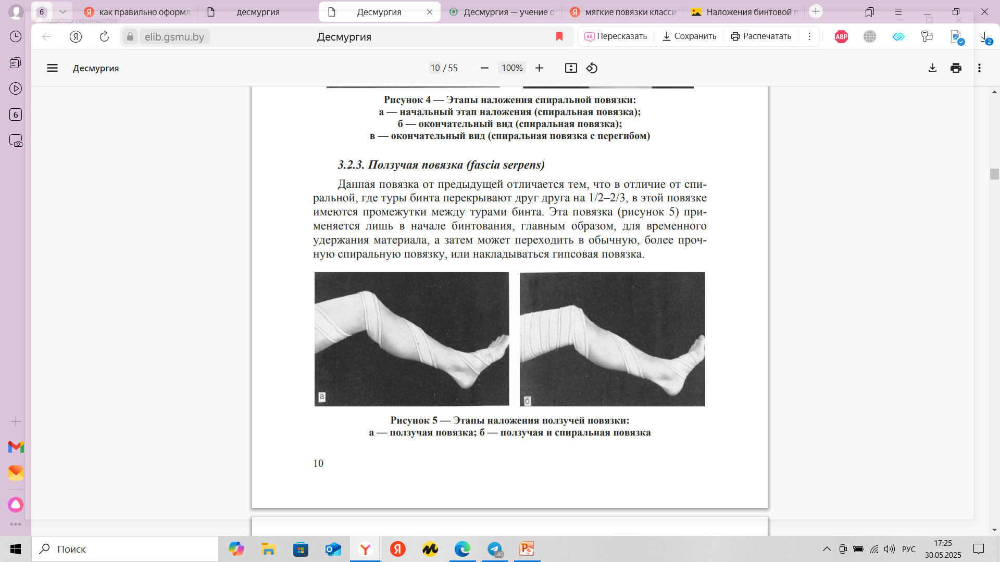 6
как правильно оформл
десмургия
Десмургия
Десмургия — учение о
мягкие повязки класси
Наложения бинтовой п
Редактор скриншотов
elib.gsmu.by
Десмургия
Пересказать
Сохранить
Распечатать
ABP
2
Десмургия
10 / 55
100%
6
Рисунок 4 — Этапы наложения спиральной повязки:
а — начальный этап наложения (спиральная повязка);
б — окончательный вид (спиральная повязка);
в — окончательный вид (спиральная повязка с перегибом)
3.2.3. Ползучая повязка (fascia serpens)
Данная повязка от предыдущей отличается тем, что в отличие от спи-
ральной, где туры бинта перекрывают друг друга на 1/2–2/3, в этой повязке
имеются промежутки между турами бинта. Эта повязка (рисунок 5) при-
меняется лишь в начале бинтования, главным образом, для временного
удержания материала, а затем может переходить в обычную, более проч-
ную спиральную повязку, или накладываться гипсовая повязка.
а
б
Рисунок 5 — Этапы наложения ползучей повязки:
а — ползучая повязка; б — ползучая и спиральная повязка
10
Поиск
РУС
17:25
30.05.2025